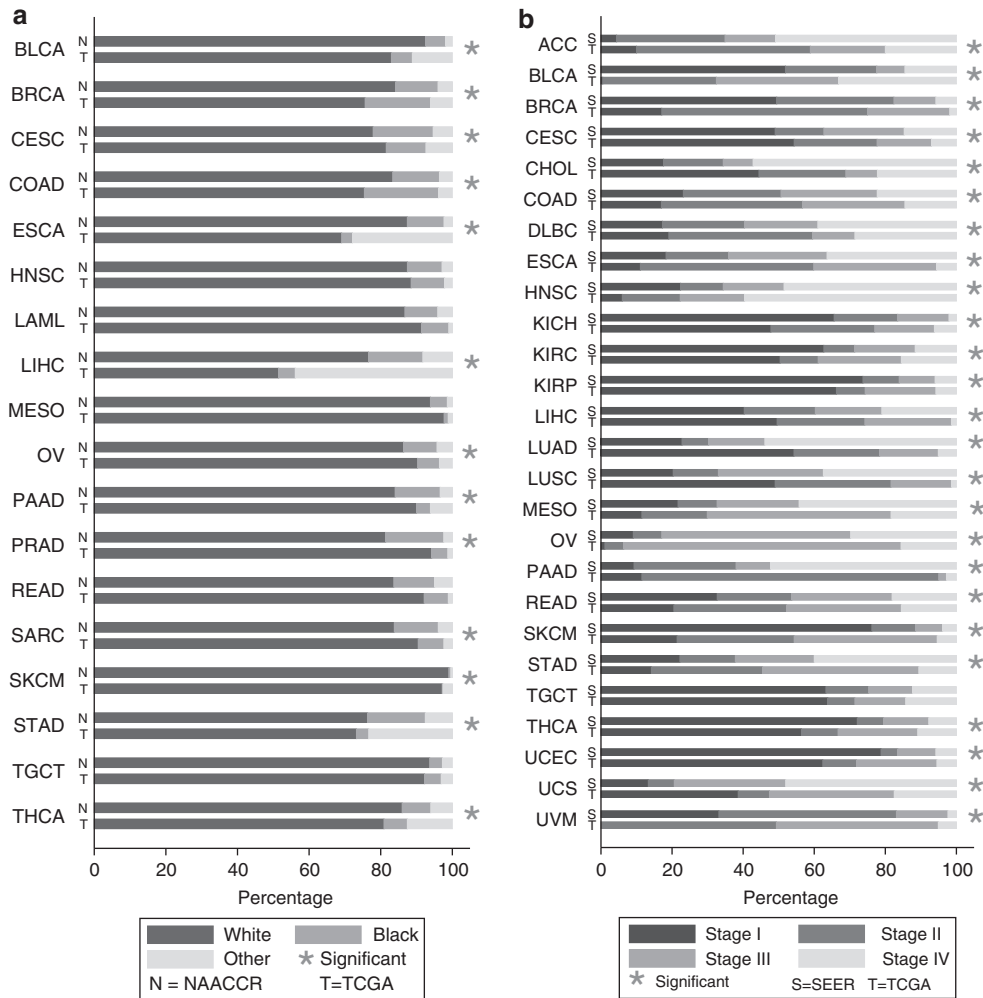 a
BLCA N T *
BRCA N T *
CESC N T *
COAD N T *
ESCA N T *
HNSC N T
LAML N T
LIHC N T *
MESO N T
OV N T *
PAAD N T *
PRAD N T *
READ N T
SARC N T *
SKCM N T *
STAD N T *
TGCT N T
THCA N T *
0 20 40 60 80 100
Percentage
White Black
Other * Significant
N = NAACCR T=TCGA
b
ACC S T *
BLCA S T *
BRCA S T *
CESC S T *
CHOL S T *
COAD S T *
DLBC S T *
ESCA S T *
HNSC S T *
KICH S T *
KIRC S T *
KIRP S T *
LIHC S T *
LUAD S T *
LUSC S T *
MESO S T *
OV S T *
PAAD S T *
READ S T *
SKCM S T *
STAD S T *
TGCT S T
THCA S T *
UCEC S T *
UCS S T *
UVM S T *
0 20 40 60 80 100
Percentage
Stage I Stage II
Stage III Stage IV
* Significant S=SEER T=TCGA